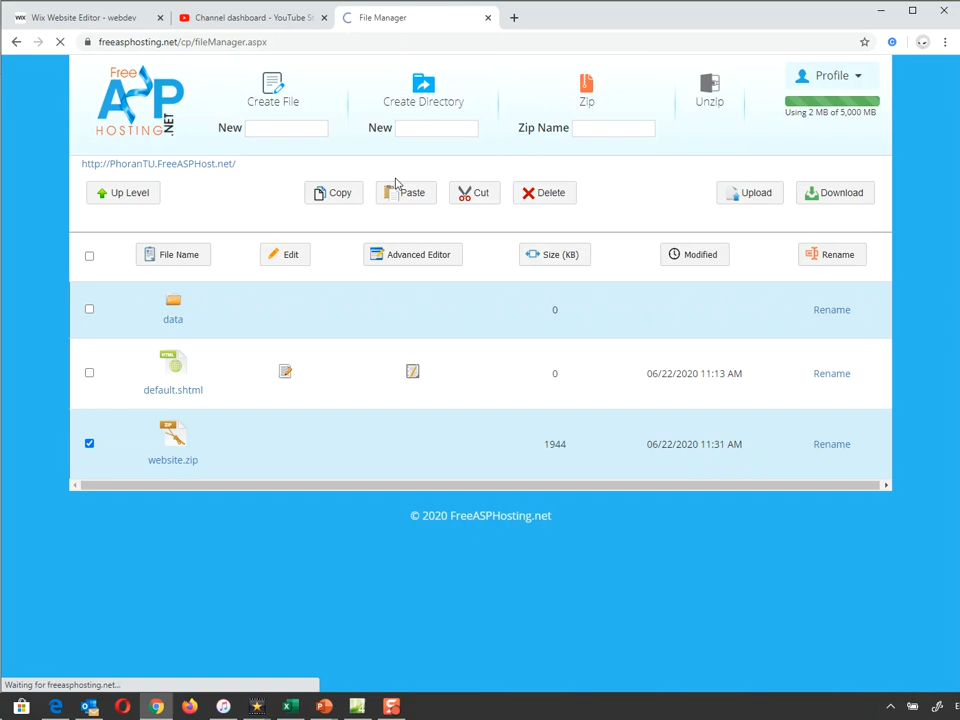 Wix Website Editor - webdev
Channel dashboard - YouTube St
File Manager
freeasphosting.net/cp/fileManager.aspx
Free
ASP
HOSTING
.NET
Create File
Create Directory
Zip
Unzip
Profile
Using 2 MB of 5,000 MB
New
New
Zip Name
http://PhoranTU.FreeASPHost.net/
Up Level
Copy
Paste
Cut
Delete
Upload
Download
File Name
Edit
Advanced Editor
Size (KB)
Modified
Rename
data
0
Rename
HTML
default.shtml
0
06/22/2020 11:13 AM
Rename
ZIP
website.zip
1944
06/22/2020 11:31 AM
Rename
© 2020 FreeASPHosting.net
Waiting for freeasphosting.net...